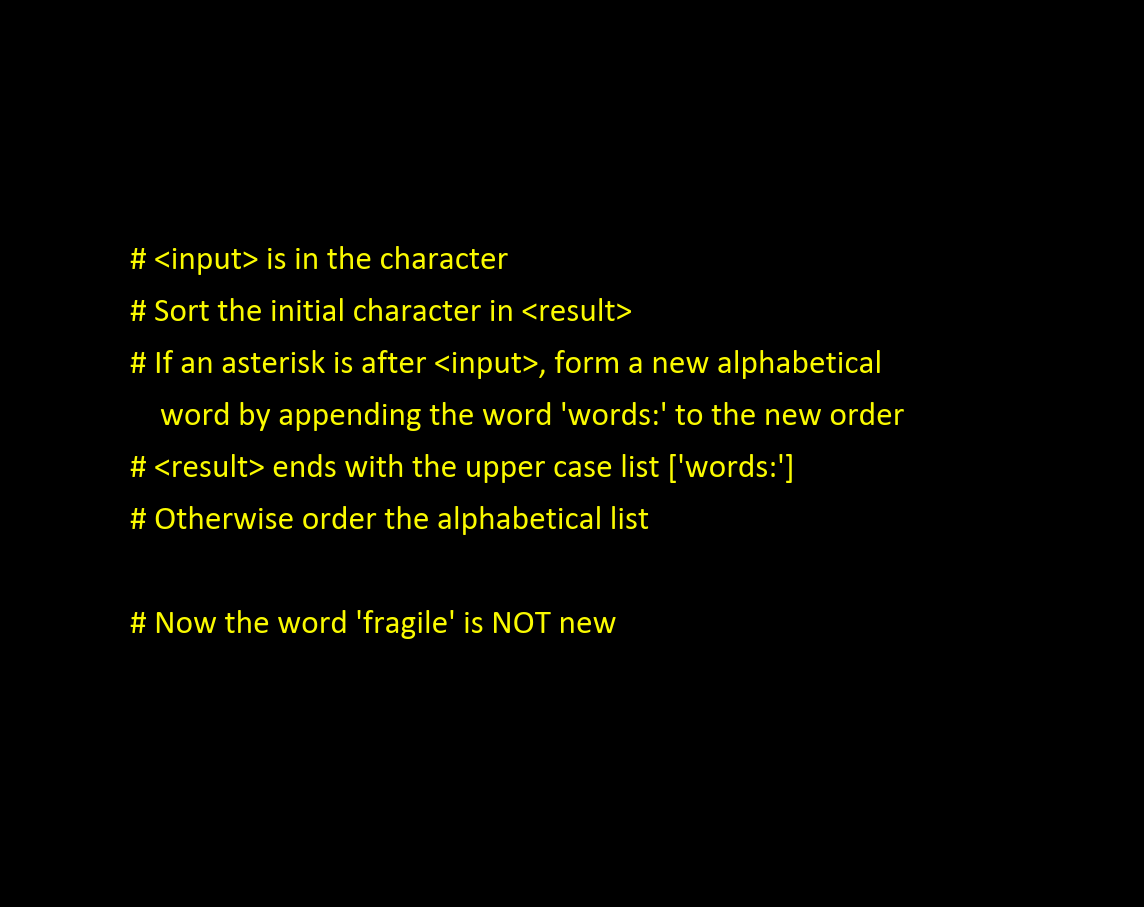 # <input> is in the character
# Sort the initial character in <result>
# If an asterisk is after <input>, form a new alphabetical
word by appending the word 'words:' to the new order
# <result> ends with the upper case list ['words:']
# Otherwise order the alphabetical list
# Now the word 'fragile' is NOT new